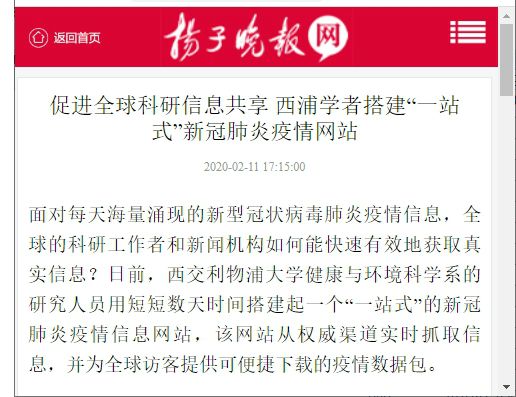 返回首页
扬子晚报网
促进全球科研信息共享 西浦学者搭建“一站
式”新冠肺炎疫情网站
2020-02-11 17:15:00
面对每天海量涌现的新型冠状病毒肺炎疫情信息，全
球的科研工作者和新闻机构如何能快速有效地获取真
实信息？日前，西交利物浦大学健康与环境科学系的
研究人员用短短数天时间搭建起一个“一站式”的新冠
肺炎疫情信息网站，该网站从权威渠道实时抓取信
息，并为全球访客提供可便捷下载的疫情数据包。